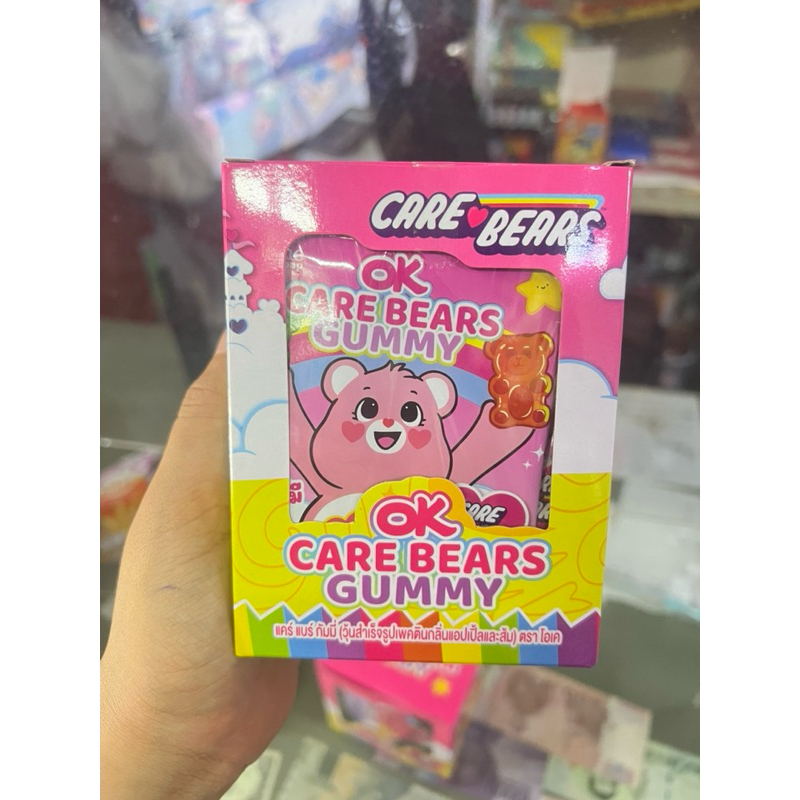 CARE BEARS
OK
CARE BEARS
GUMMY
CARE
OK
CARE BEARS
GUMMY
แคร์ แบร์ กัมมี่ (วุ้นสำเร็จรูปเพคตินกลิ่นแอปเปิ้ลและส้ม) ตรา โอเค